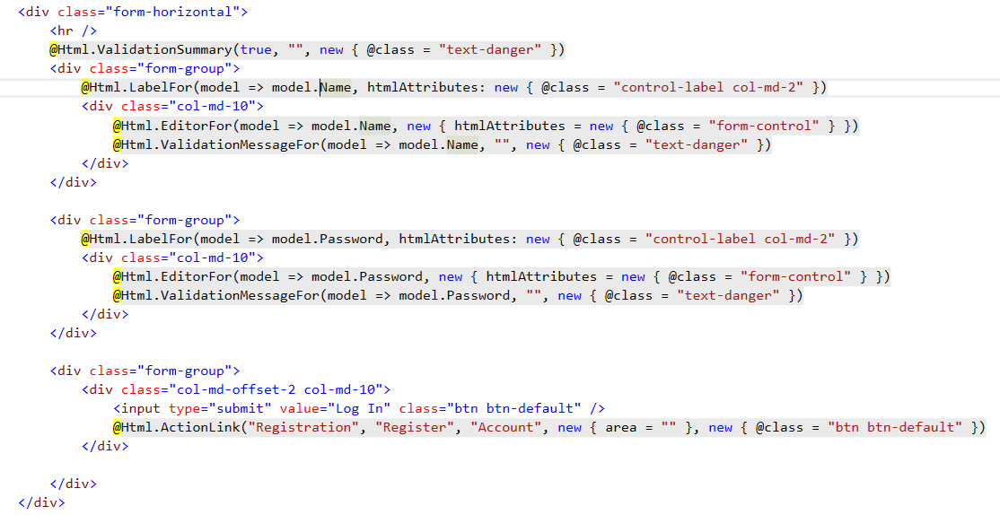 <div class="form-horizontal">
<hr />
@Html.ValidationSummary(true, "", new { @class = "text-danger" })
<div class="form-group">
@Html.LabelFor(model => model.Name, htmlAttributes: new { @class = "control-label col-md-2" })
<div class="col-md-10">
@Html.EditorFor(model => model.Name, new { htmlAttributes = new { @class = "form-control" } })
@Html.ValidationMessageFor(model => model.Name, "", new { @class = "text-danger" })
</div>
</div>
<div class="form-group">
@Html.LabelFor(model => model.Password, htmlAttributes: new { @class = "control-label col-md-2" })
<div class="col-md-10">
@Html.EditorFor(model => model.Password, new { htmlAttributes = new { @class = "form-control" } })
@Html.ValidationMessageFor(model => model.Password, "", new { @class = "text-danger" })
</div>
</div>
<div class="form-group">
<div class="col-md-offset-2 col-md-10">
<input type="submit" value="Log In" class="btn btn-default" />
@Html.ActionLink("Registration", "Register", "Account", new { area = "" }, new { @class = "btn btn-default" })
</div>
</div>
</div>